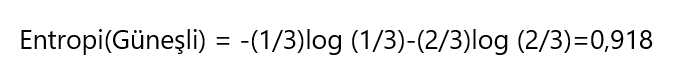 Entropi(Güneşli) = -(1/3)log (1/3)-(2/3)log (2/3)=0,918